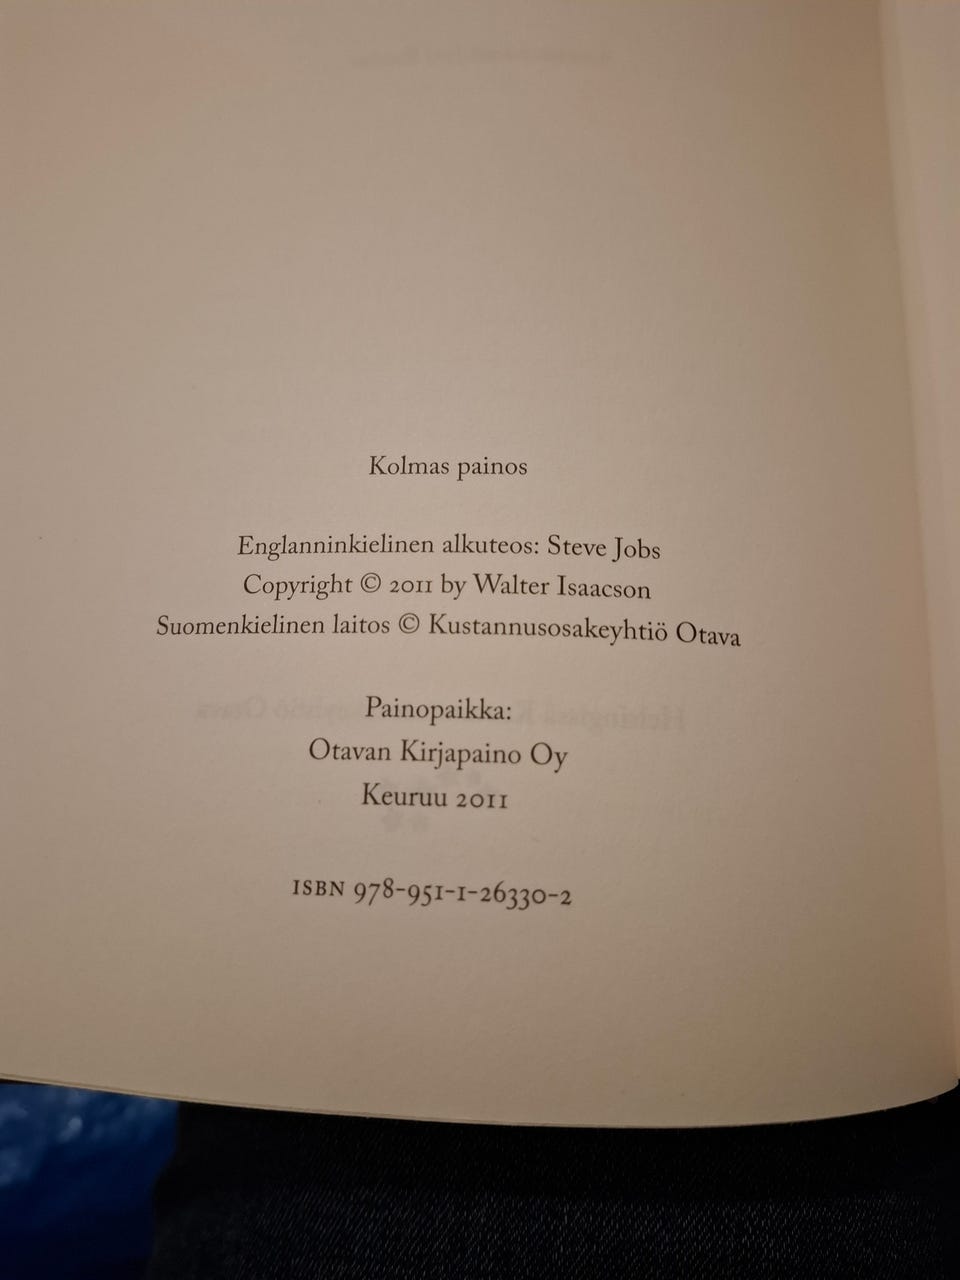 Kolmas painos
Englanninkielinen alkuteos: Steve Jobs
Copyright © 2011 by Walter Isaacson
Suomenkielinen laitos © Kustannusosakeyhtiö Otava
Painopaikka:
Otavan Kirjapaino Oy
Keuruu 2011
ISBN 978-951-1-26330-2